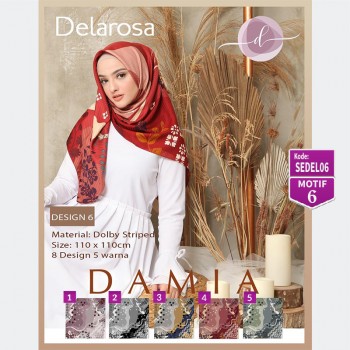 Delarosa
d
Kode:
SEDEL06
MOTIF
6
DESIGN 6
Material: Dolby Striped
Size: 110 x 110cm
8 Design 5 warna
DAMIA
1 2 3 4 5